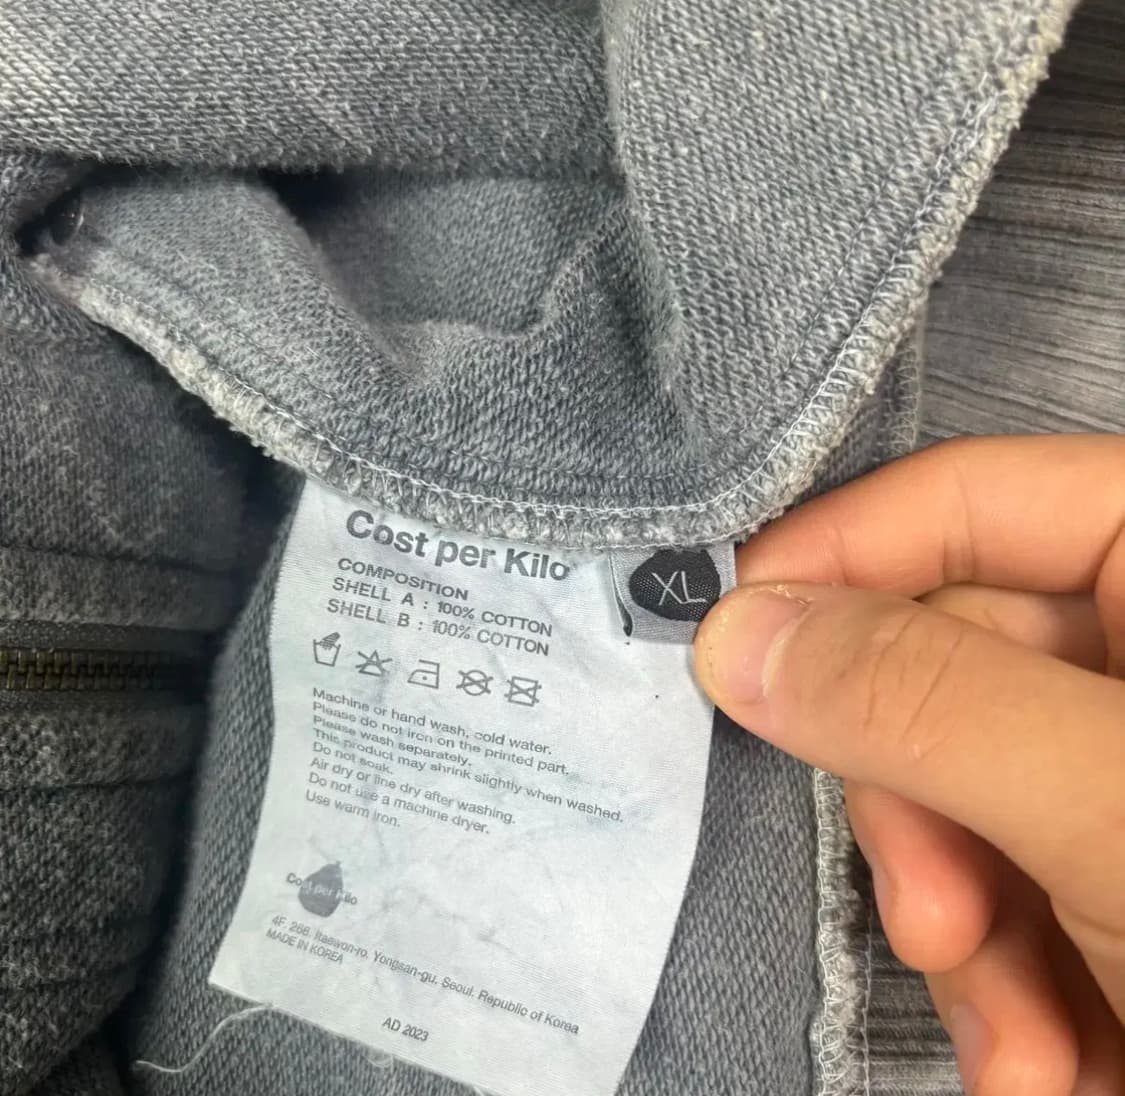 Cost per Kilo
XL
COMPOSITION
SHELL A : 100% COTTON
SHELL B : 100% COTTON
Machine or hand wash, cold water.
Please do not iron on the printed part.
Please wash separately.
This product may shrink slightly when washed.
Do not soak.
Air dry or line dry after washing.
Do not use a machine dryer.
Use warm iron.
Cost per Kilo
4F, 266, Itaewon-ro, Yongsan-gu, Seoul, Republic of Korea
MADE IN KOREA
AD 2023